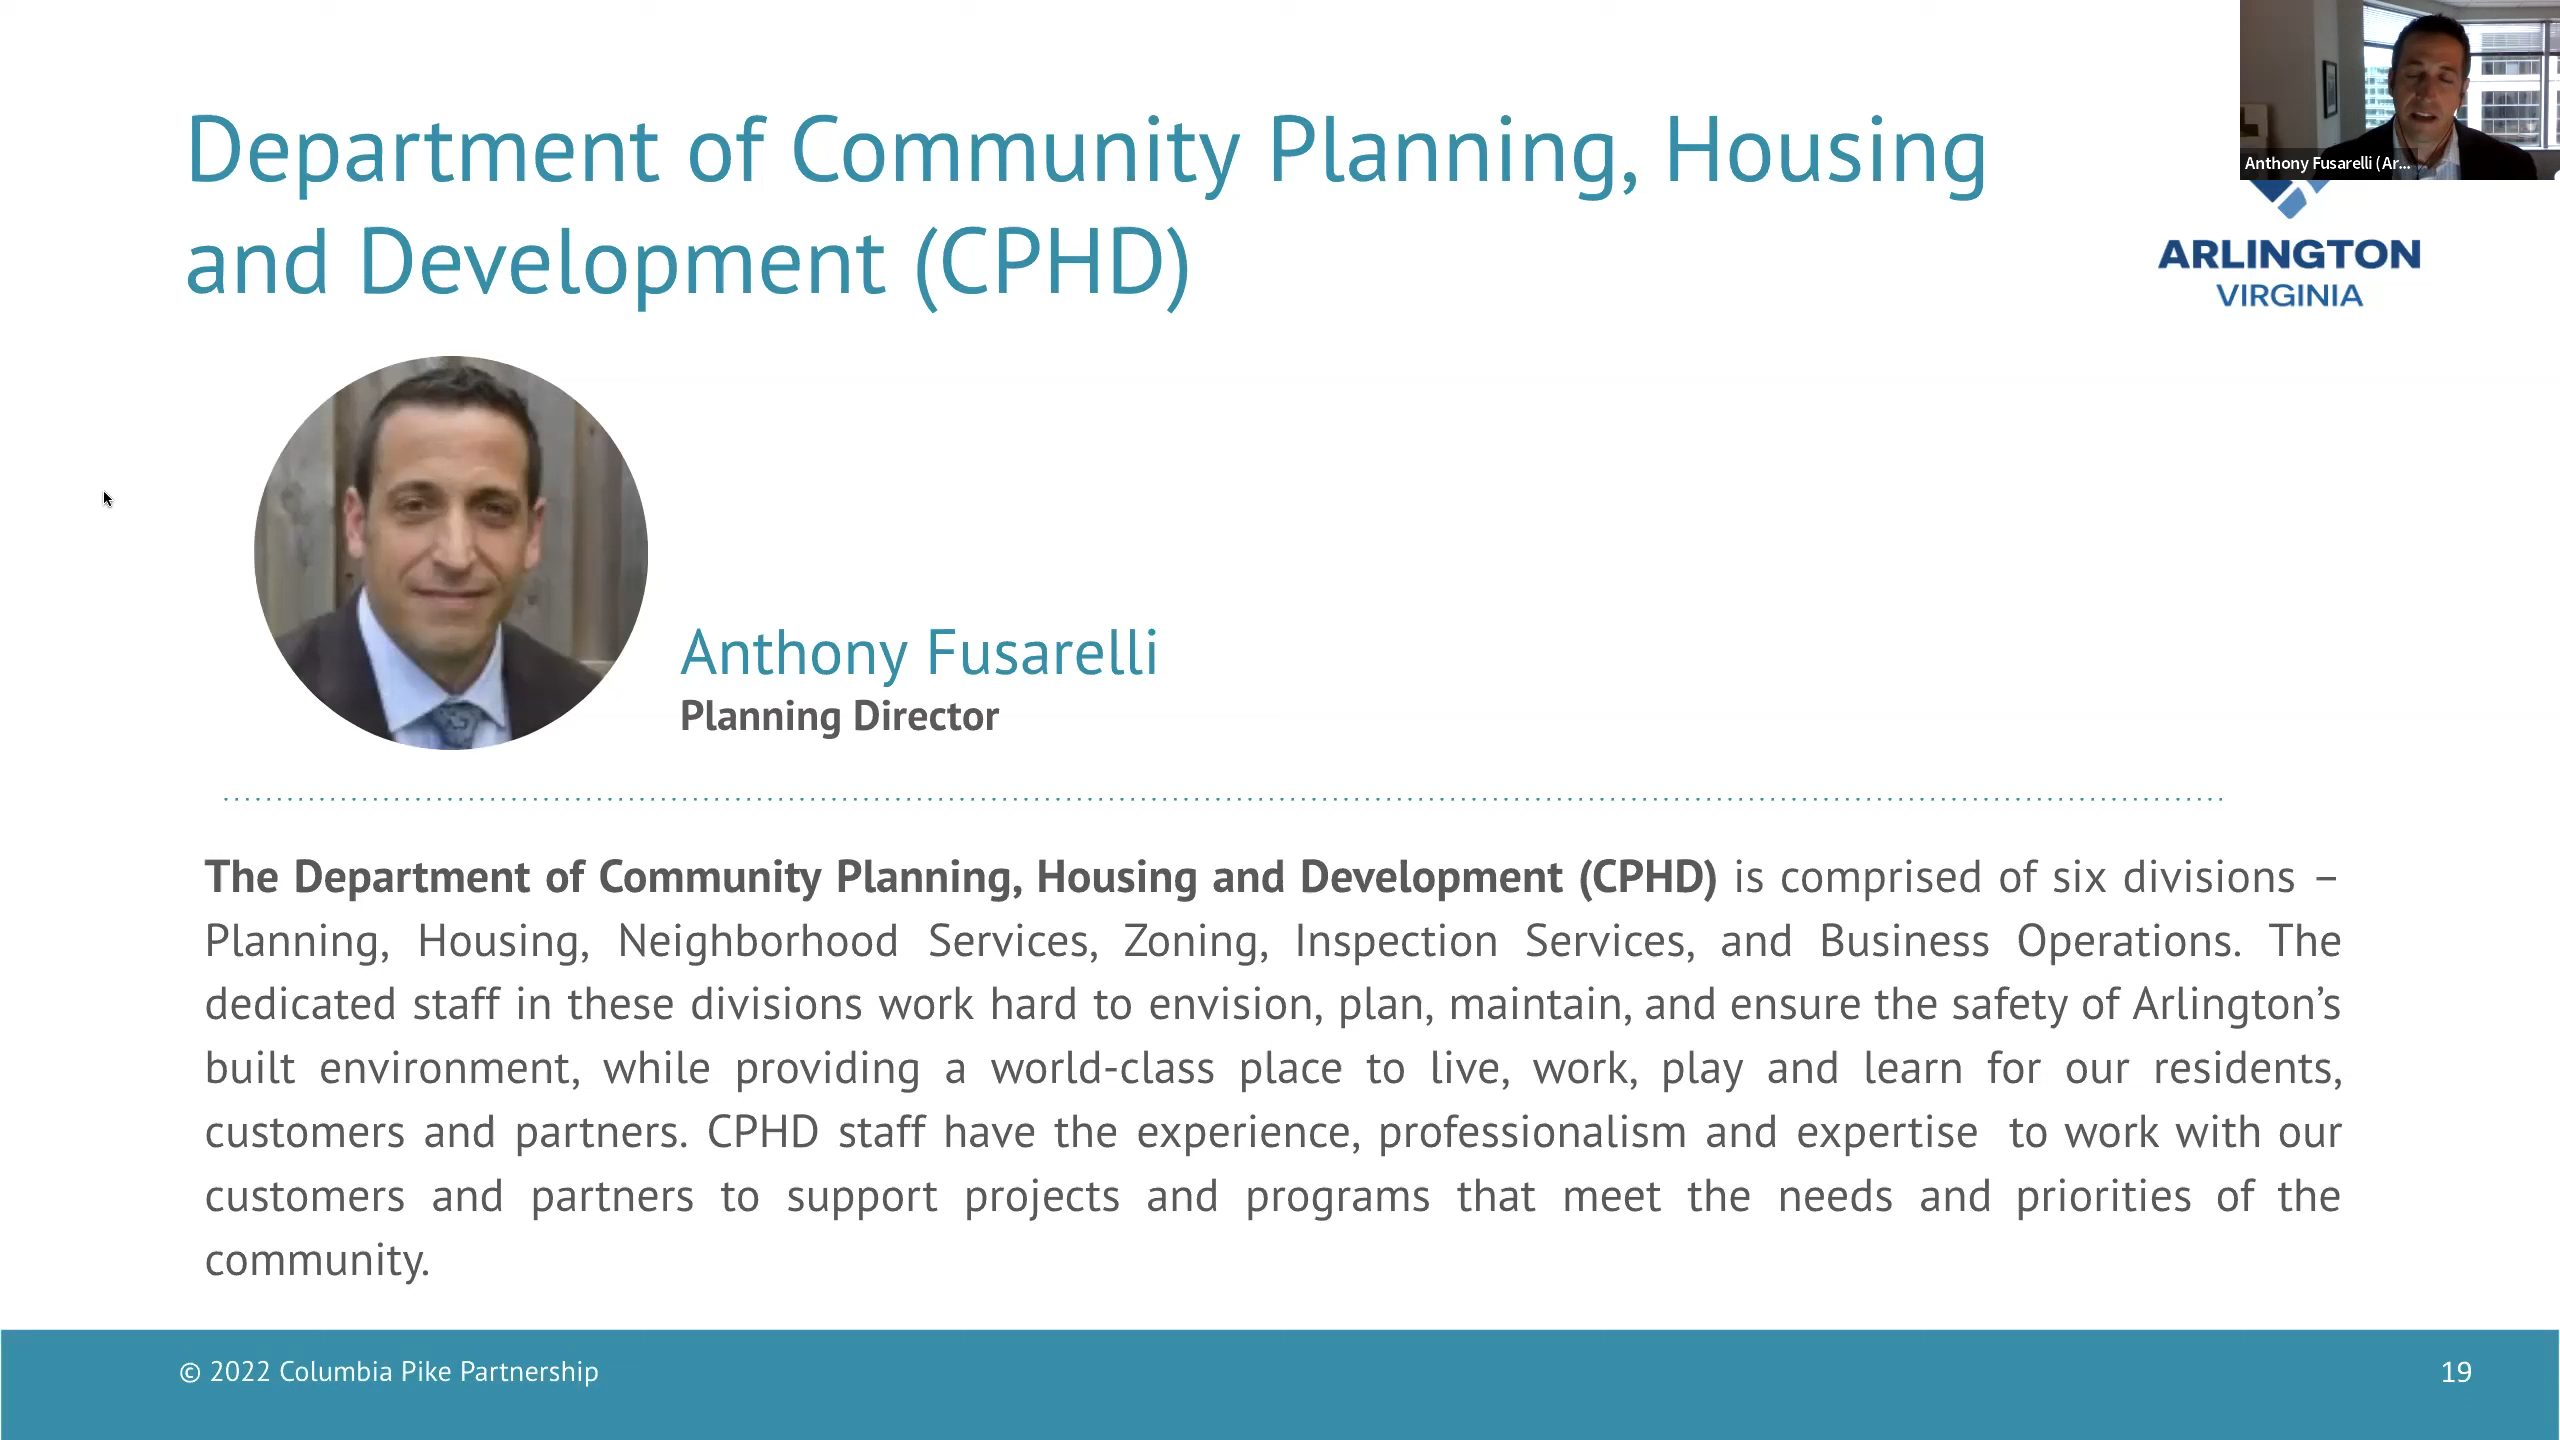 Department of Community Planning, Housing
and Development (CPHD)
Anthony Fusarelli (Ar...
ARLINGTON
VIRGINIA
Anthony Fusarelli
Planning Director
The Department of Community Planning, Housing and Development (CPHD) is comprised of six divisions –
Planning, Housing, Neighborhood Services, Zoning, Inspection Services, and Business Operations. The
dedicated staff in these divisions work hard to envision, plan, maintain, and ensure the safety of Arlington’s
built environment, while providing a world-class place to live, work, play and learn for our residents,
customers and partners. CPHD staff have the experience, professionalism and expertise to work with our
customers and partners to support projects and programs that meet the needs and priorities of the
community.
© 2022 Columbia Pike Partnership
19